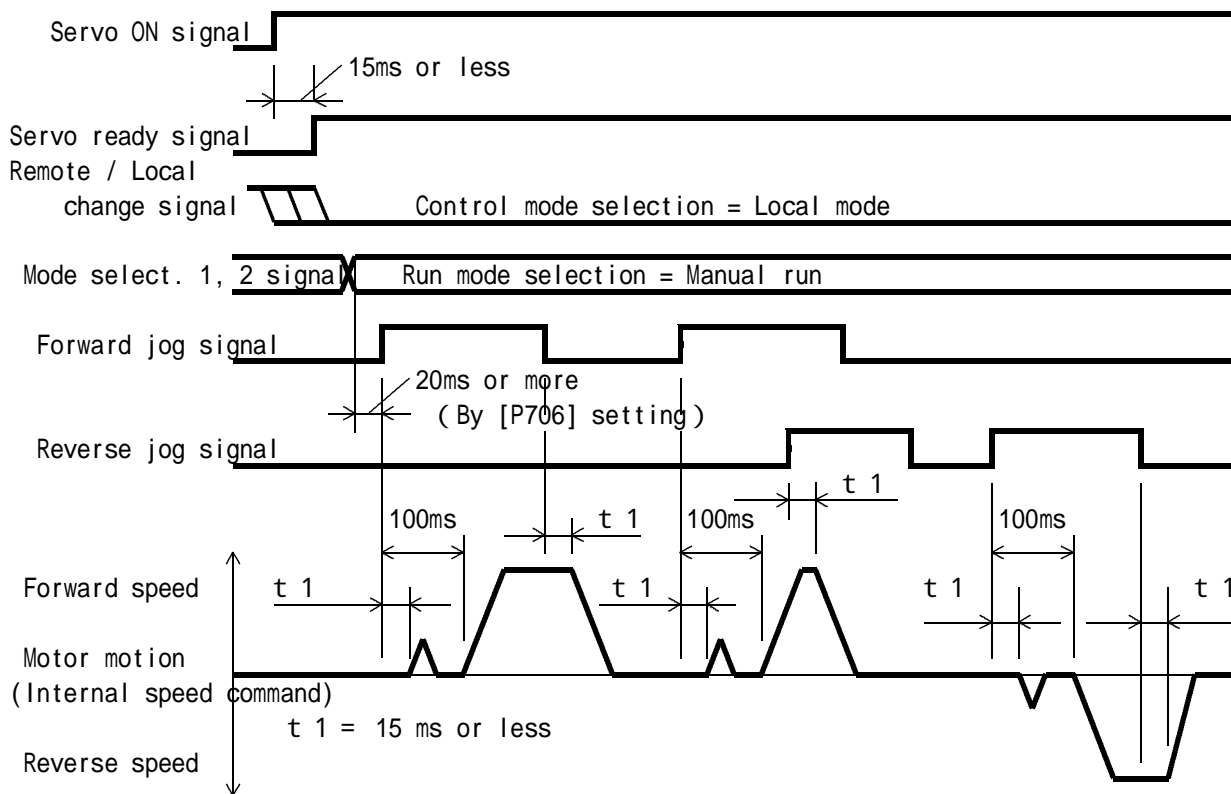 Servo ON signal
15ms or less
Servo ready signal
Remote / Local
change signal
Control mode selection = Local mode
Mode select. 1, 2 signal
Run mode selection = Manual run
Forward jog signal
20ms or more
(By [P706] setting)
Reverse jog signal
t 1
100ms
t 1
100ms
100ms
Forward speed
t 1
t 1
t 1
t 1
Motor motion
(Internal speed command)
t 1 = 15 ms or less
Reverse speed